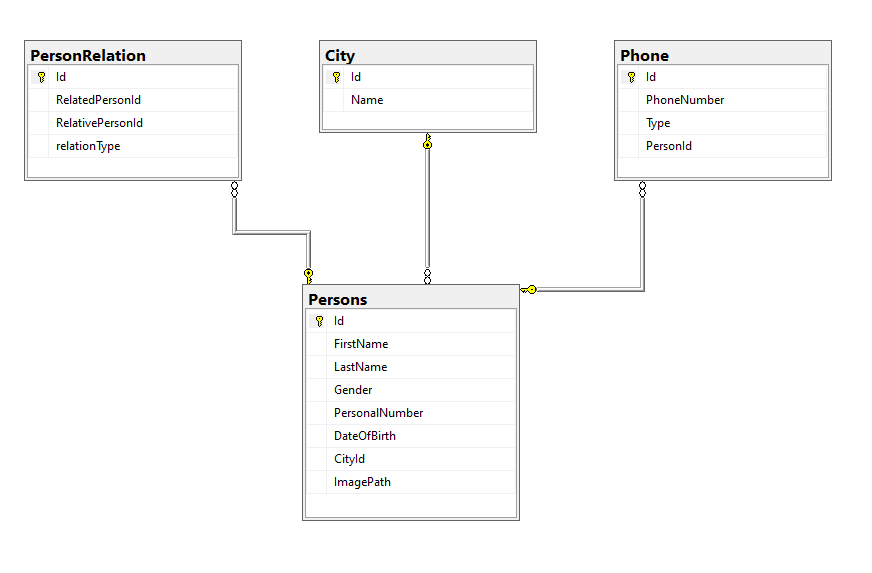 PersonRelation
Id
RelatedPersonId
RelativePersonId
relationType
City
Id
Name
Phone
Id
PhoneNumber
Type
PersonId
Persons
Id
FirstName
LastName
Gender
PersonalNumber
DateOfBirth
CityId
ImagePath